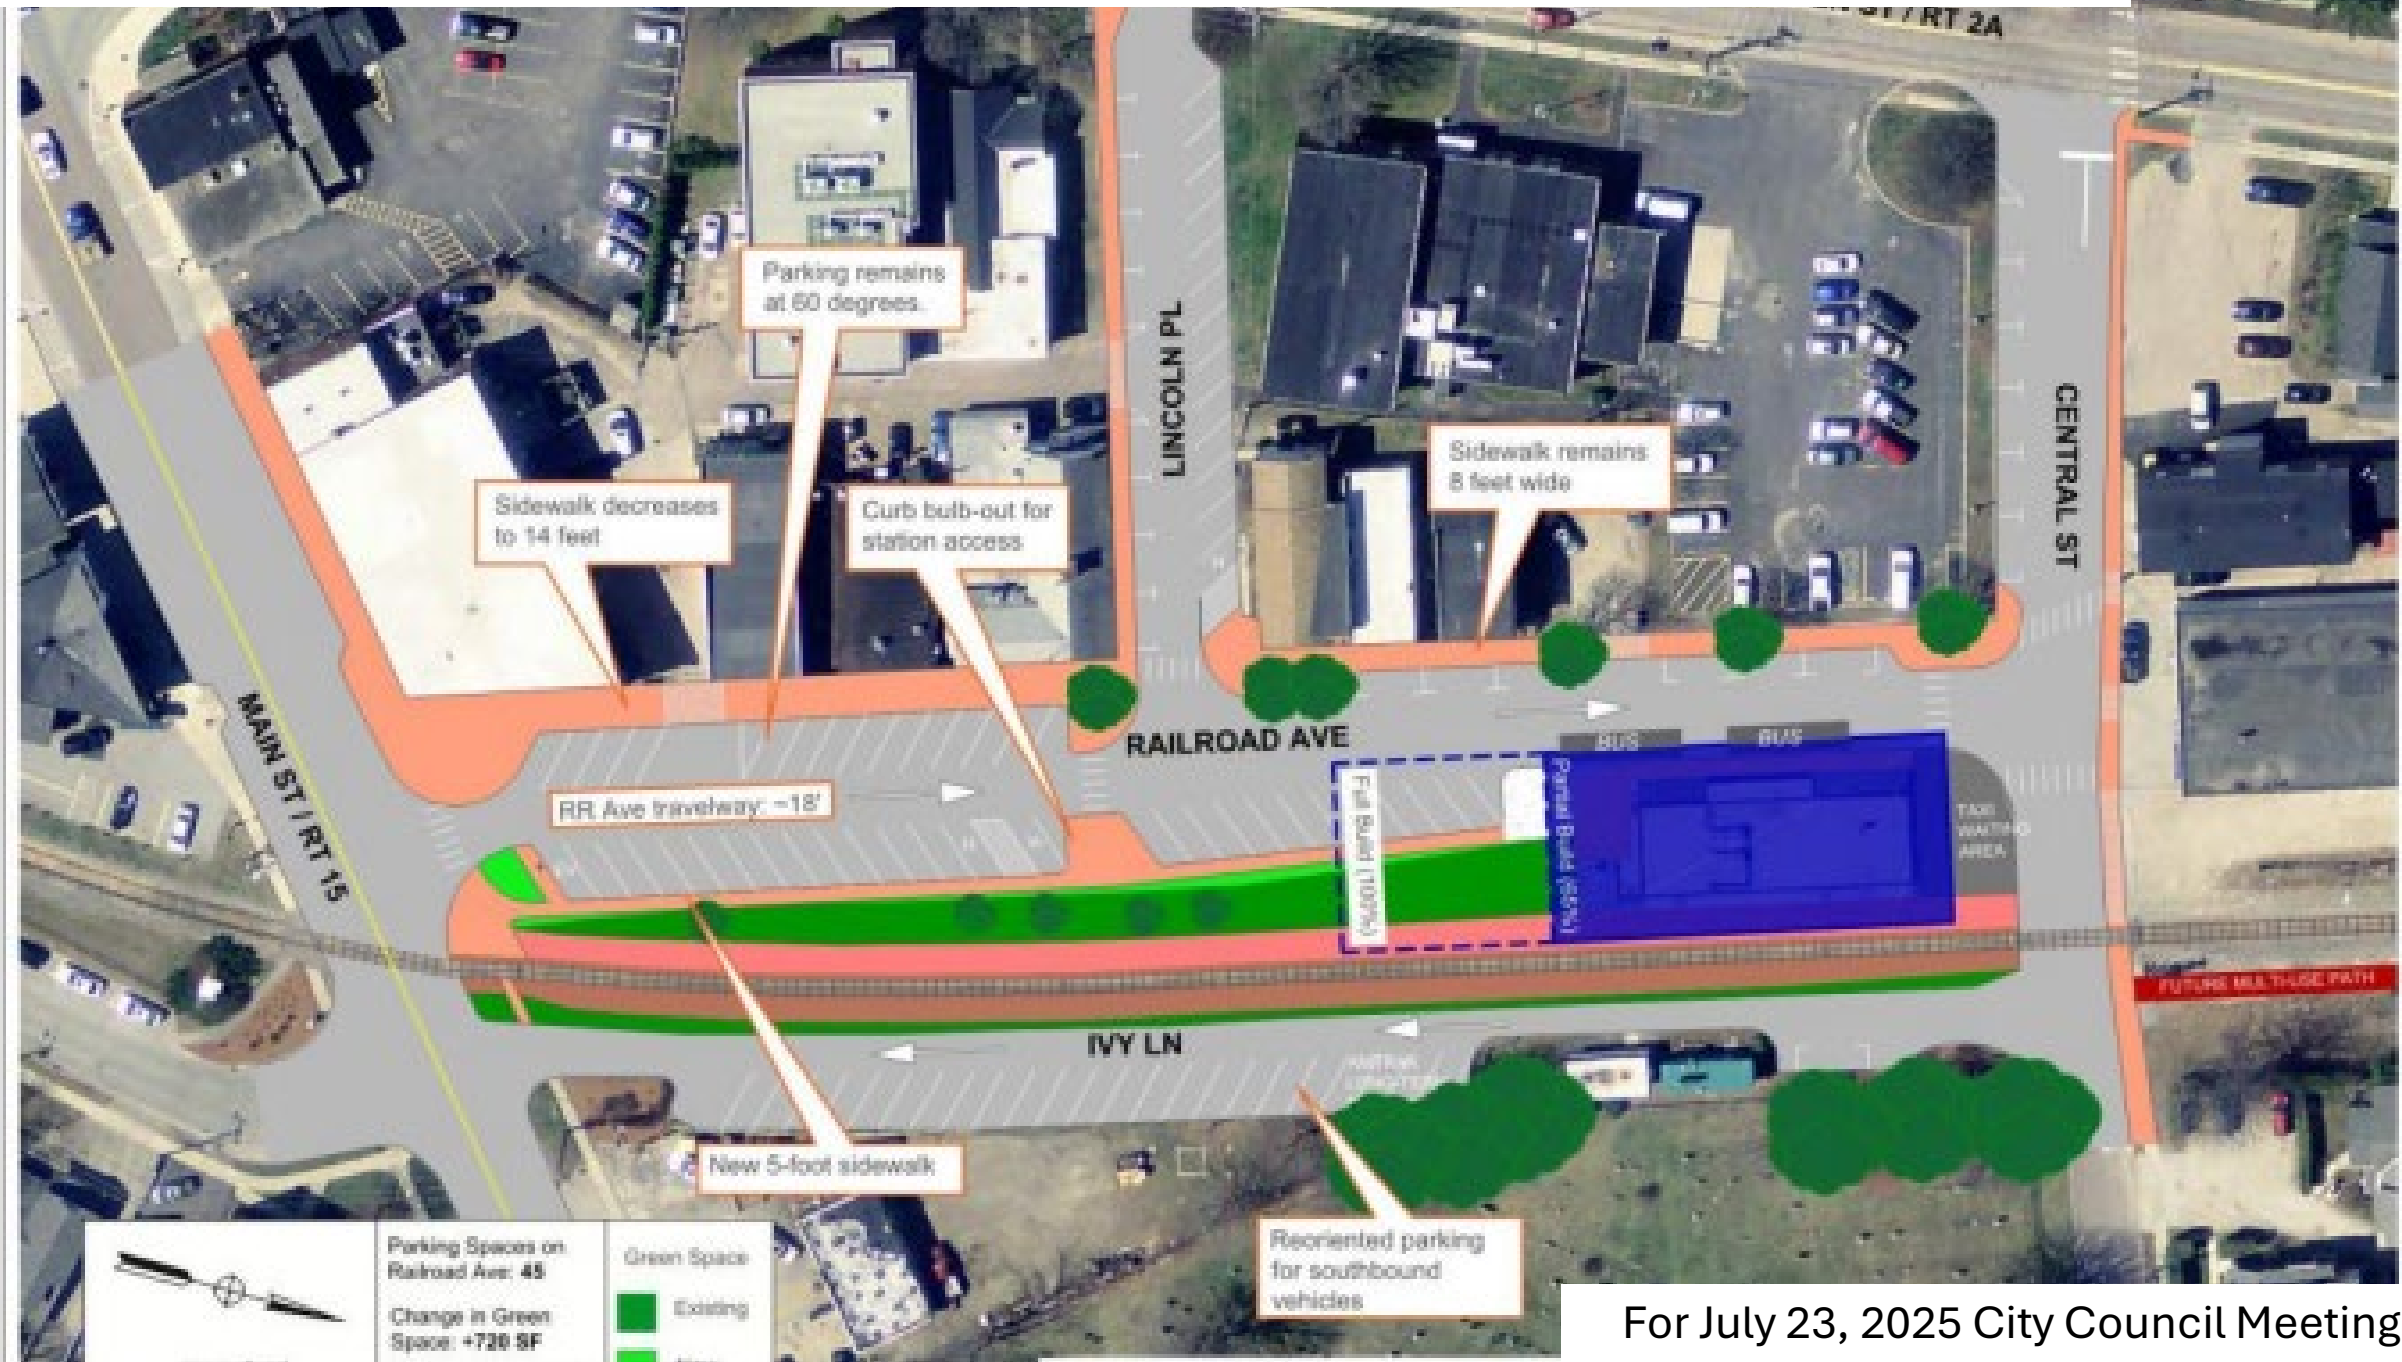 ST / RT 2A
Parking remains
at 60 degrees.
LINCOLN PL
CENTRAL ST
Sidewalk remains
8 feet wide
Sidewalk decreases
to 14 feet
Curb bulb-out for
station access
MAIN ST / RT 15
RAILROAD AVE
BUS
BUS
RR Ave travelway: ~18'
Full Build (100%)
Partial Build (65%)
TAXI
WAITING
AREA
FUTURE MULTI-USE PATH
IVY LN
New 5-foot sidewalk
Reoriented parking
for southbound
vehicles
Parking Spaces on
Railroad Ave: 45
Change in Green
Space: +720 SF
Green Space
Existing
For July 23, 2025 City Council Meeting